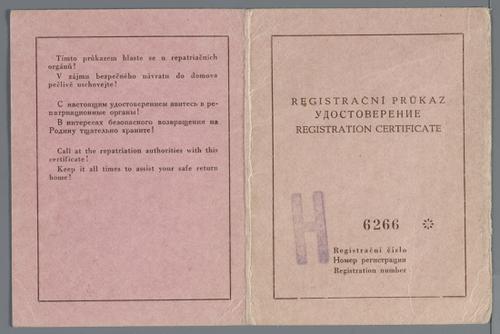 Tímto průkazem hlaste se u repatriačních
orgánů!
V zájmu bezpečného návratu do domova
pečlivě uschovejte!
С настоящим удостоверением явитесь в ре-
патриационные органы!
В интересах безопасного возвращения на
Родину тщательно храните!
Call at the repatriation authorities with this
certificate!
Keep it all times to assist your safe return
home!
REGISTRAČNÍ PRŮKAZ
УДОСТОВЕРЕНИЕ
REGISTRATION CERTIFICATE
H
6266
Registrační číslo
Номер регистрации
Registration number